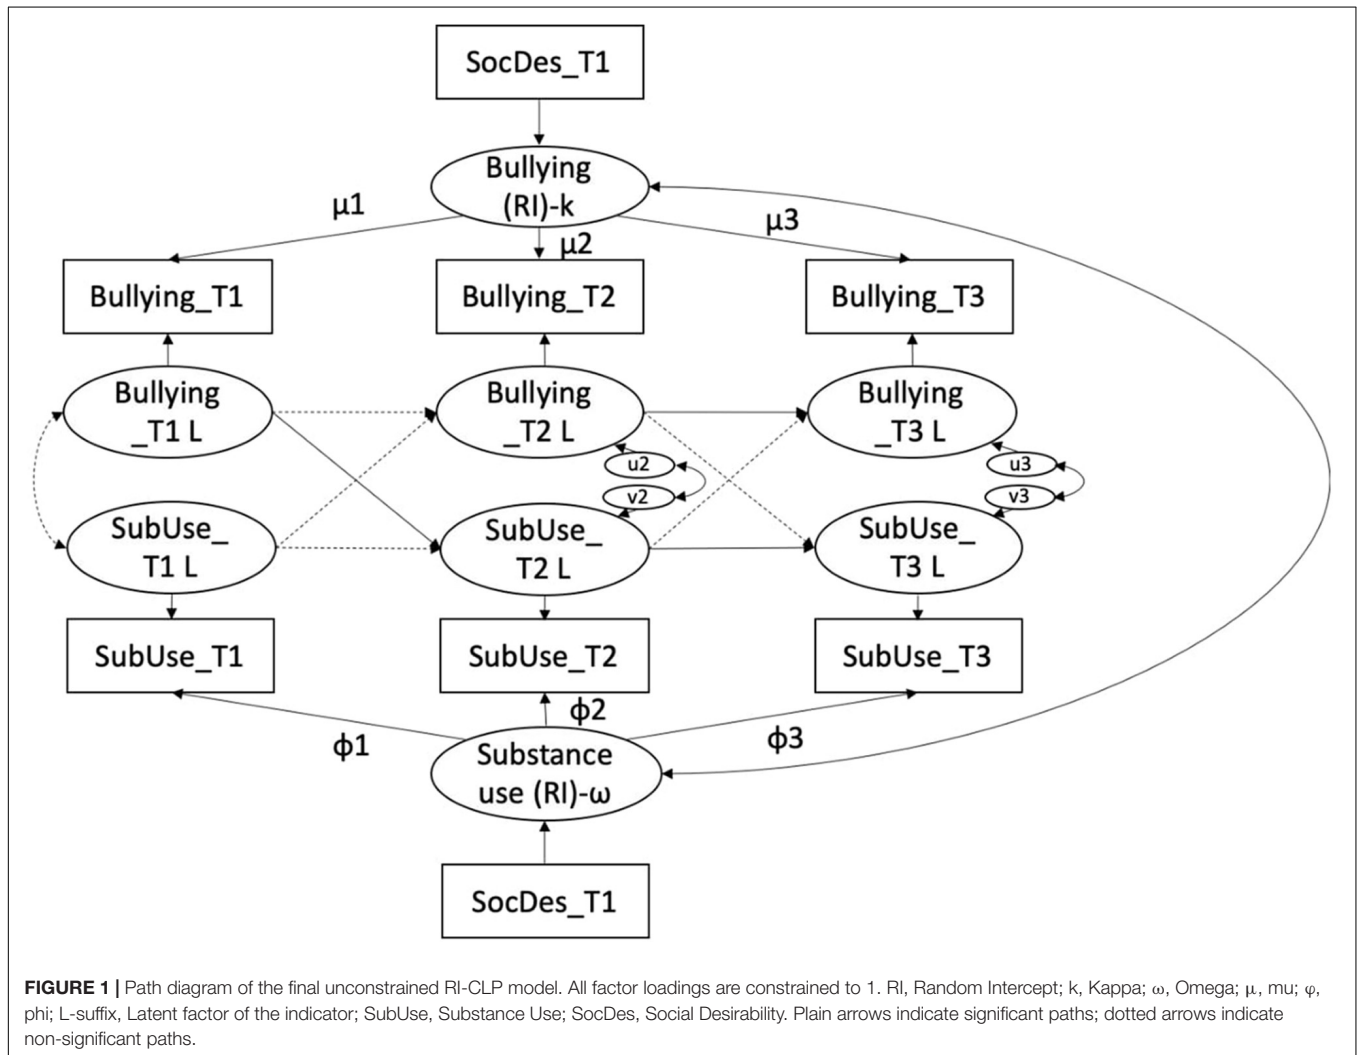 SocDes_T1
Bullying
(RI)-k
μ1
μ2
μ3
Bullying_T1
Bullying_T2
Bullying_T3
Bullying
_T1 L
Bullying
_T2 L
Bullying
_T3 L
u2
u3
v2
v3
SubUse_
T1 L
SubUse_
T2 L
SubUse_
T3 L
SubUse_T1
SubUse_T2
SubUse_T3
ϕ1
ϕ2
ϕ3
Substance
use (RI)-ω
SocDes_T1
FIGURE 1 | Path diagram of the final unconstrained RI-CLP model. All factor loadings are constrained to 1. RI, Random Intercept; k, Kappa; ω, Omega; μ, mu; φ,
phi; L-suffix, Latent factor of the indicator; SubUse, Substance Use; SocDes, Social Desirability. Plain arrows indicate significant paths; dotted arrows indicate
non-significant paths.